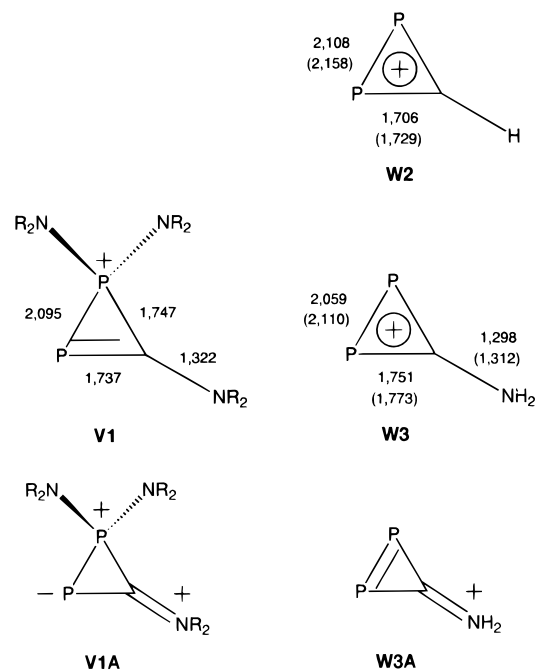 P
2,108
(2,158)
+
P
1,706
(1,729)
H
W2
R₂N
NR₂
+
P
2,095
1,747
P
1,737
1,322
NR₂
V1
P
2,059
(2,110)
+
1,298
(1,312)
P
1,751
(1,773)
NH₂
W3
R₂N
NR₂
+
P
− P
+
NR₂
V1A
P
P
+
NH₂
W3A